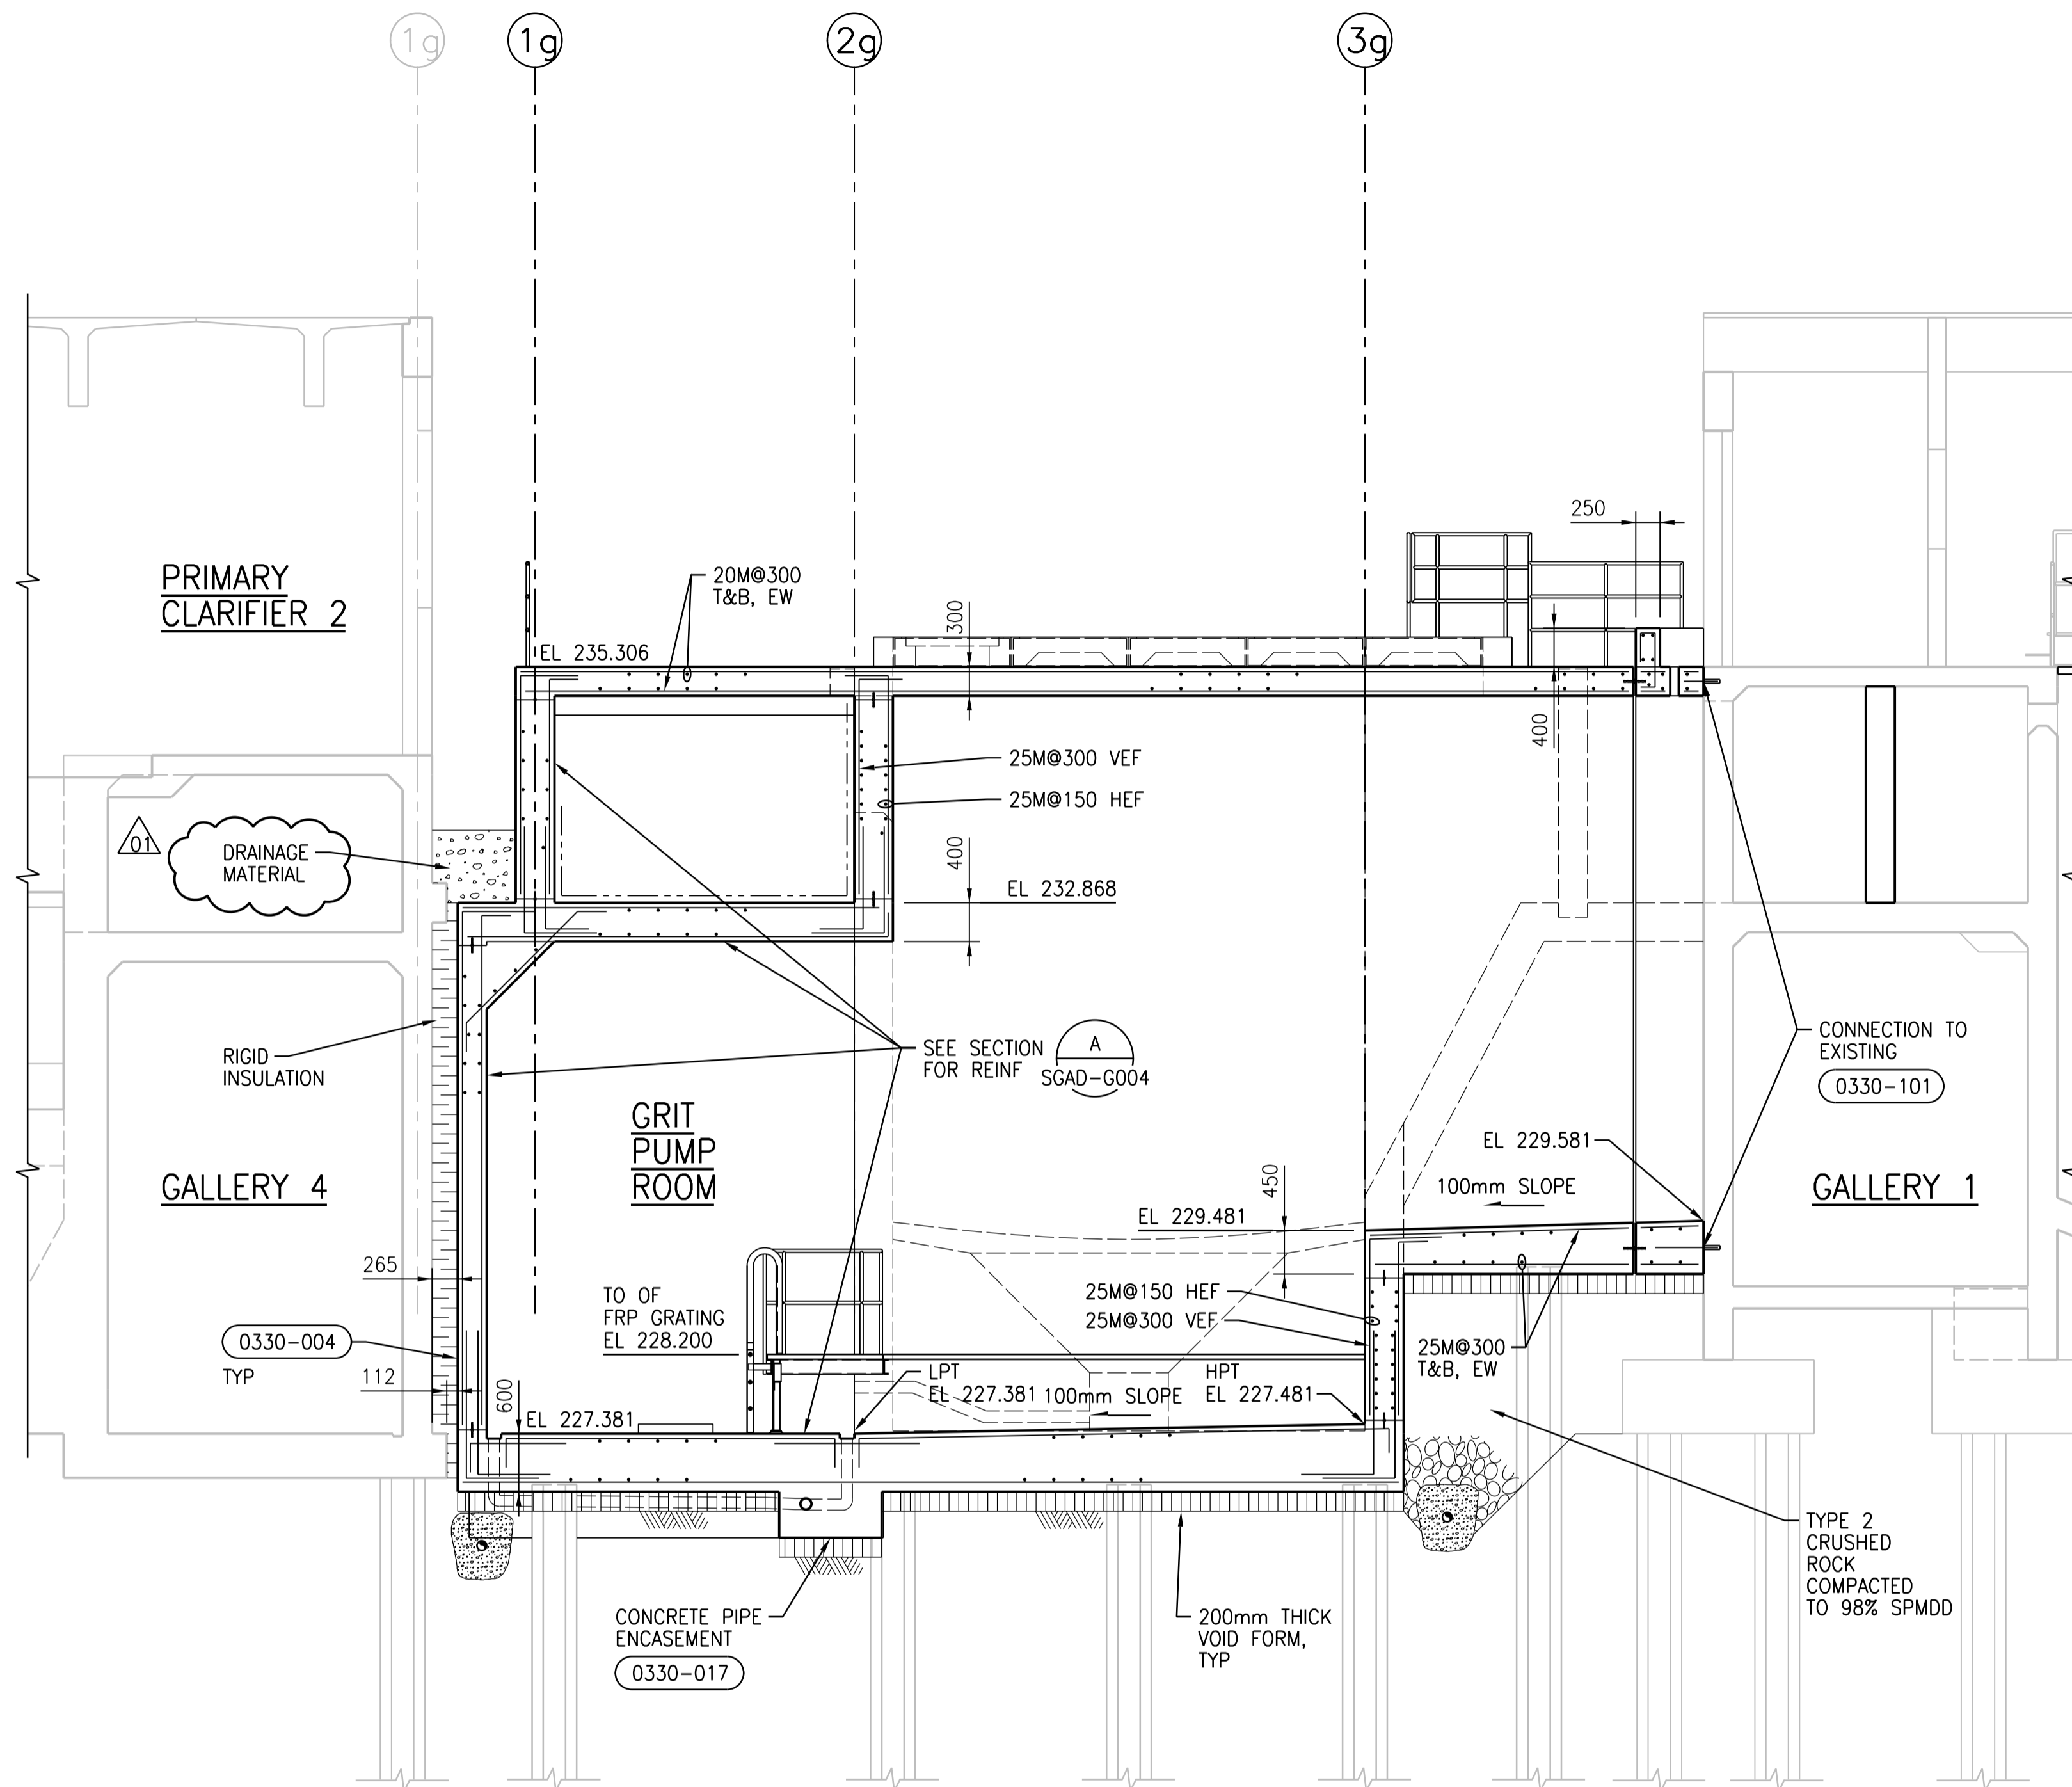 1g
1g
2g
3g
250
PRIMARY
CLARIFIER 2
20M@300
T&B, EW
300
EL 235.306
400
25M@300 VEF
25M@150 HEF
01
DRAINAGE
MATERIAL
400
EL 232.868
RIGID
INSULATION
SEE SECTION
FOR REINF
A
SGAD-G004
CONNECTION TO
EXISTING
0330-101
GRIT
PUMP
ROOM
EL 229.581
100mm SLOPE
450
GALLERY 4
EL 229.481
GALLERY 1
265
TO OF
FRP GRATING
EL 228.200
25M@150 HEF
25M@300 VEF
0330-004
TYP
25M@300
T&B, EW
112
600
LPT
EL 227.381
100mm SLOPE
HPT
EL 227.481
EL 227.381
TYPE 2
CRUSHED
ROCK
COMPACTED
TO 98% SPMDD
CONCRETE PIPE
ENCASEMENT
0330-017
200mm THICK
VOID FORM,
TYP